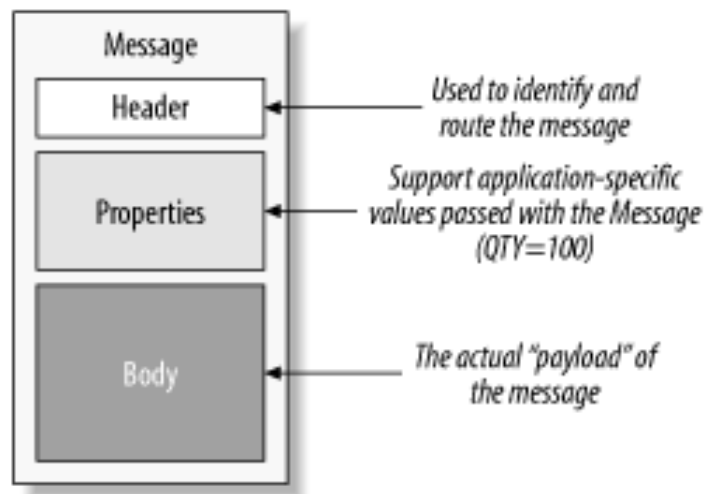 Message
Header
Used to identify and
route the message
Properties
Support application-specific
values passed with the Message
(QTY=100)
Body
The actual “payload” of
the message